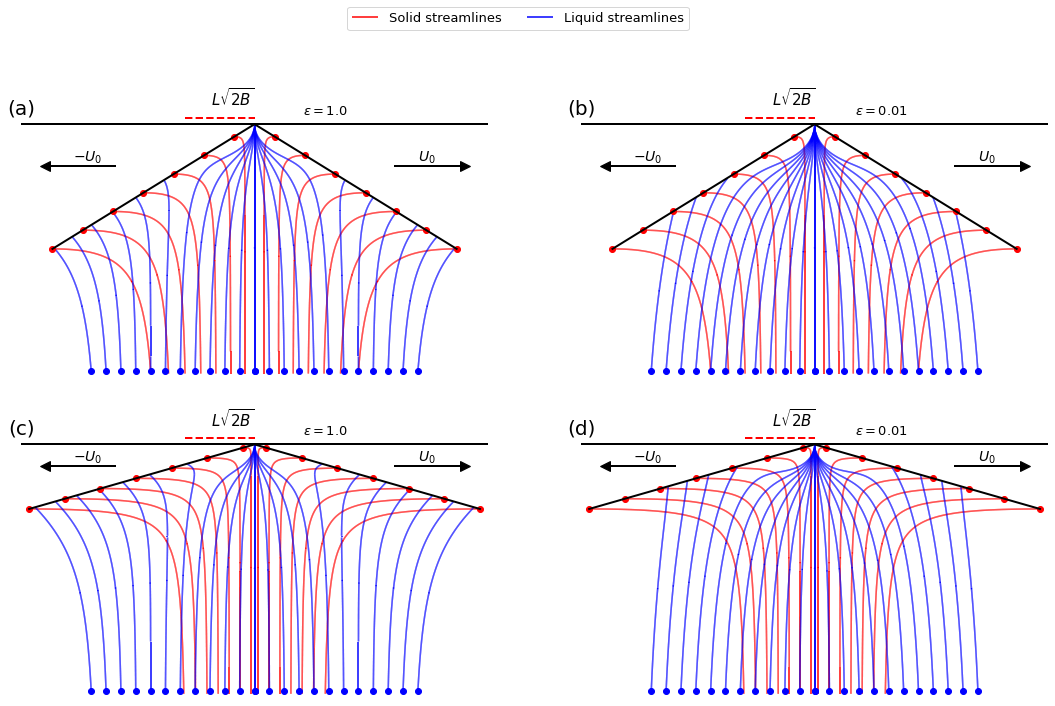 Solid streamlines Liquid streamlines
(a) L√2B ε = 1.0
−U₀ U₀
(b) L√2B ε = 0.01
−U₀ U₀
(c) L√2B ε = 1.0
−U₀ U₀
(d) L√2B ε = 0.01
−U₀ U₀